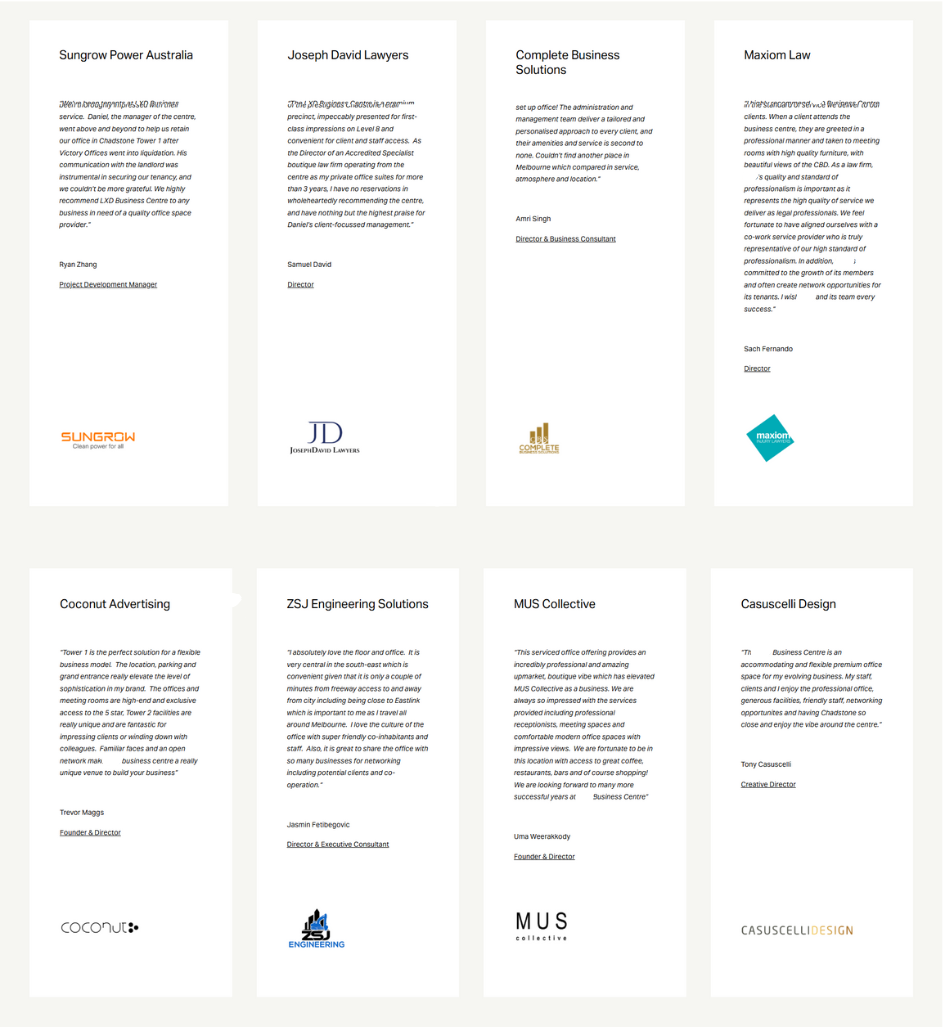 Sungrow Power Australia
service. Daniel, the manager of the centre,
went above and beyond to help us retain
our office in Chadstone Tower 1 after
Victory Offices went into liquidation. His
communication with the landlord was
instrumental in securing our tenancy, and
we couldn't be more grateful. We highly
recommend LXD Business Centre to any
business in need of a quality office space
provider."
Ryan Zhang
Project Development Manager
SUNGROW
Clean power for all
Joseph David Lawyers
precinct, impeccably presented for first-
class impressions on Level 8 and
convenient for client and staff access. As
the Director of an Accredited Specialist
boutique law firm operating from the
centre as my private office suites for more
than 3 years, I have no reservations in
wholeheartedly recommending the centre,
and have nothing but the highest praise for
Daniel's client-focussed management."
Samuel David
Director
JD
JOSEPHDAVID LAWYERS
Complete Business
Solutions
set up office! The administration and
management team deliver a tailored and
personalised approach to every client, and
their amenities and service is second to
none. Couldn't find another place in
Melbourne which compared in service,
atmosphere and location."
Amri Singh
Director & Business Consultant
COMPLETE
BUSINESS SOLUTIONS
Maxiom Law
clients. When a client attends the
business centre, they are greeted in a
professional manner and taken to meeting
rooms with high quality furniture, with
beautiful views of the CBD. As a law firm,
's quality and standard of
professionalism is important as it
represents the high quality of service we
deliver as legal professionals. We feel
fortunate to have aligned ourselves with a
co-work service provider who is truly
representative of our high standard of
professionalism. In addition,
committed to the growth of its members
and often create network opportunities for
its tenants. I wis and its team every
success."
Sach Fernando
Director
maxiom
INJURY LAWYERS
Coconut Advertising
"Tower 1 is the perfect solution for a flexible
business model. The location, parking and
grand entrance really elevate the level of
sophistication in my brand. The offices and
meeting rooms are high-end and exclusive
access to the 5 star, Tower 2 facilities are
really unique and are fantastic for
impressing clients or winding down with
colleagues. Familiar faces and an open
network mak business centre a really
unique venue to build your business"
Trevor Maggs
Founder & Director
coconut
ZSJ Engineering Solutions
"I absolutely love the floor and office. It is
very central in the south-east which is
convenient given that it is only a couple of
minutes from freeway access to and away
from city including being close to Eastlink
which is important to me as I travel all
around Melbourne. I love the culture of the
office with super friendly co-inhabitants and
staff. Also, it is great to share the office with
so many businesses for networking
including potential clients and co-
operation."
Jasmin Fetibegovic
Director & Executive Consultant
ZSJ
ENGINEERING
MUS Collective
"This serviced office offering provides an
incredibly professional and amazing
upmarket, boutique vibe which has elevated
MUS Collective as a business. We are
always so impressed with the services
provided including professional
receptionists, meeting spaces and
comfortable modern office spaces with
impressive views. We are fortunate to be in
this location with access to great coffee,
restaurants, bars and of course shopping!
We are looking forward to many more
successful years at Business Centre"
Uma Weerakkody
Founder & Director
MUS
collective
Casuscelli Design
"Th Business Centre is an
accommodating and flexible premium office
space for my evolving business. My staff,
clients and I enjoy the professional office,
generous facilities, friendly staff, networking
opportunites and having Chadstone so
close and enjoy the vibe around the centre."
Tony Casuscelli
Creative Director
CASUSCELLIDESIGN